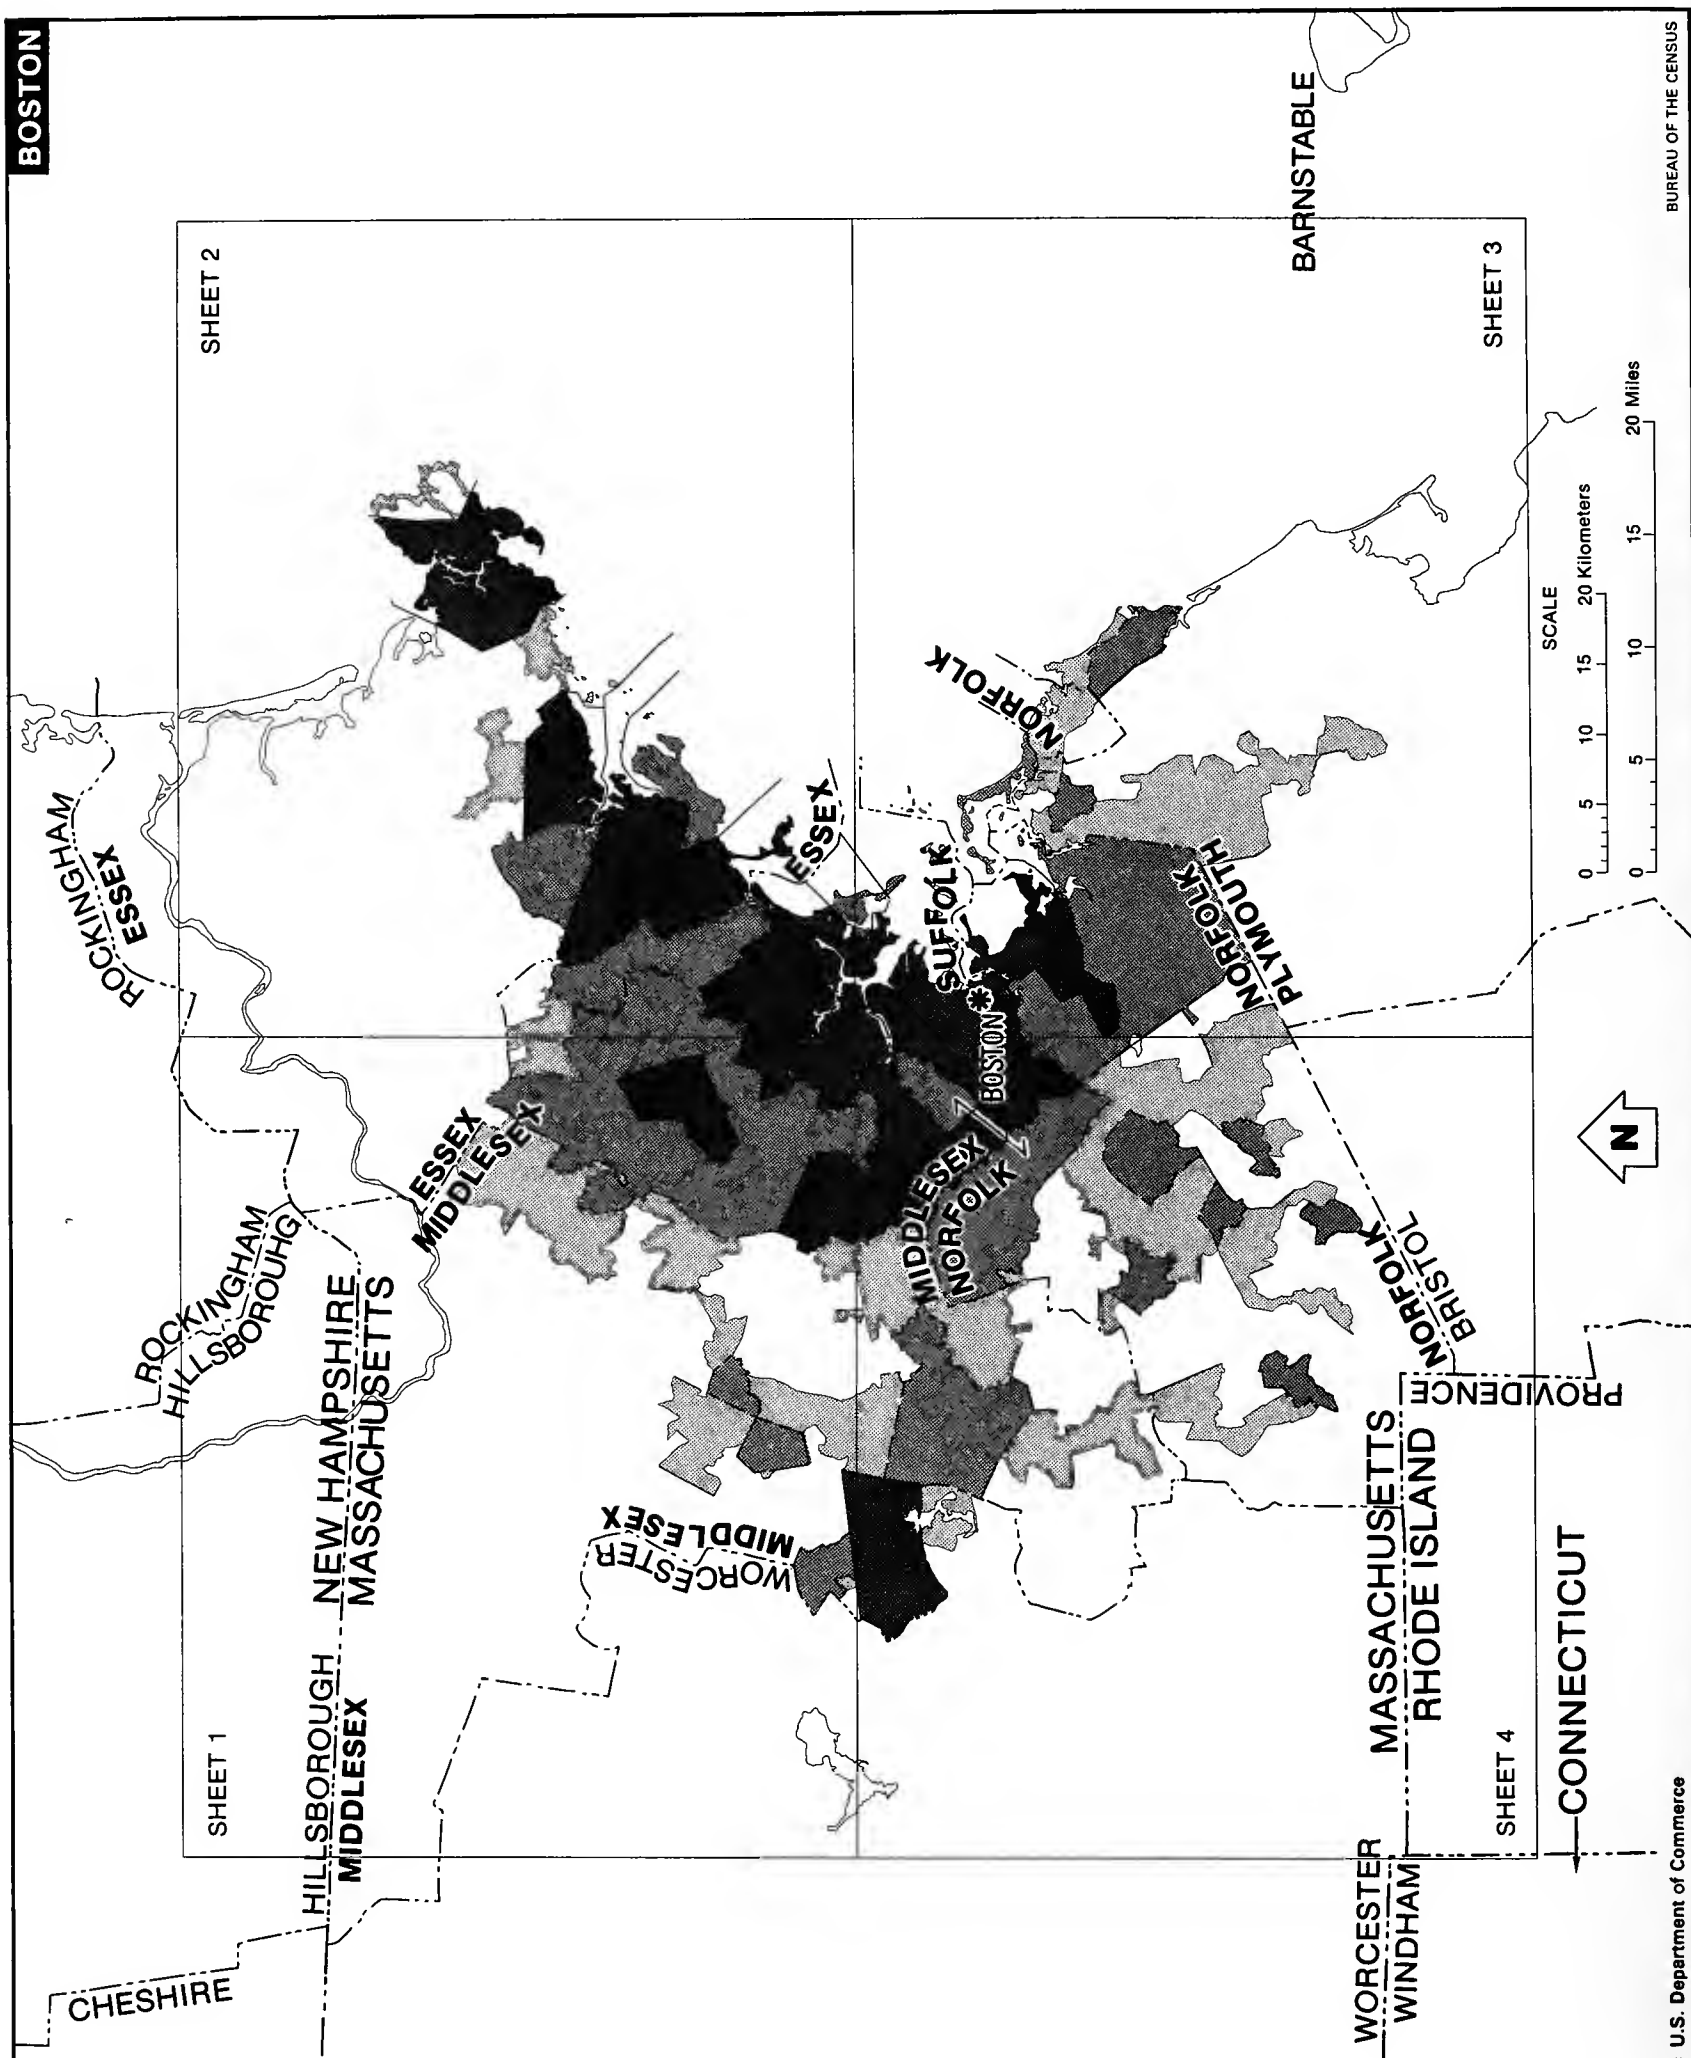 BOSTON
SHEET 1
SHEET 2
SHEET 3
SHEET 4
CHESHIRE
HILLSBOROUGH
MIDDLESEX
NEW HAMPSHIRE
MASSACHUSETTS
ROCKINGHAM
HILLSBOROUHG
ESSEX
MIDDLESEX
ROCKINGHAM
ESSEX
WORCESTER
MIDDLESEX
MIDDLESEX
NORFOLK
BOSTON
SUFFOLK
ESSEX
NORFOLK
NORFOLK
PLYMOUTH
BARNSTABLE
NORFOLK
BRISTOL
PROVIDENCE
MASSACHUSETTS
RHODE ISLAND
WORCESTER
WINDHAM
CONNECTICUT
N
SCALE
0 5 10 15 20 Kilometers
0 5 10 15 20 Miles
U.S. Department of Commerce
BUREAU OF THE CENSUS